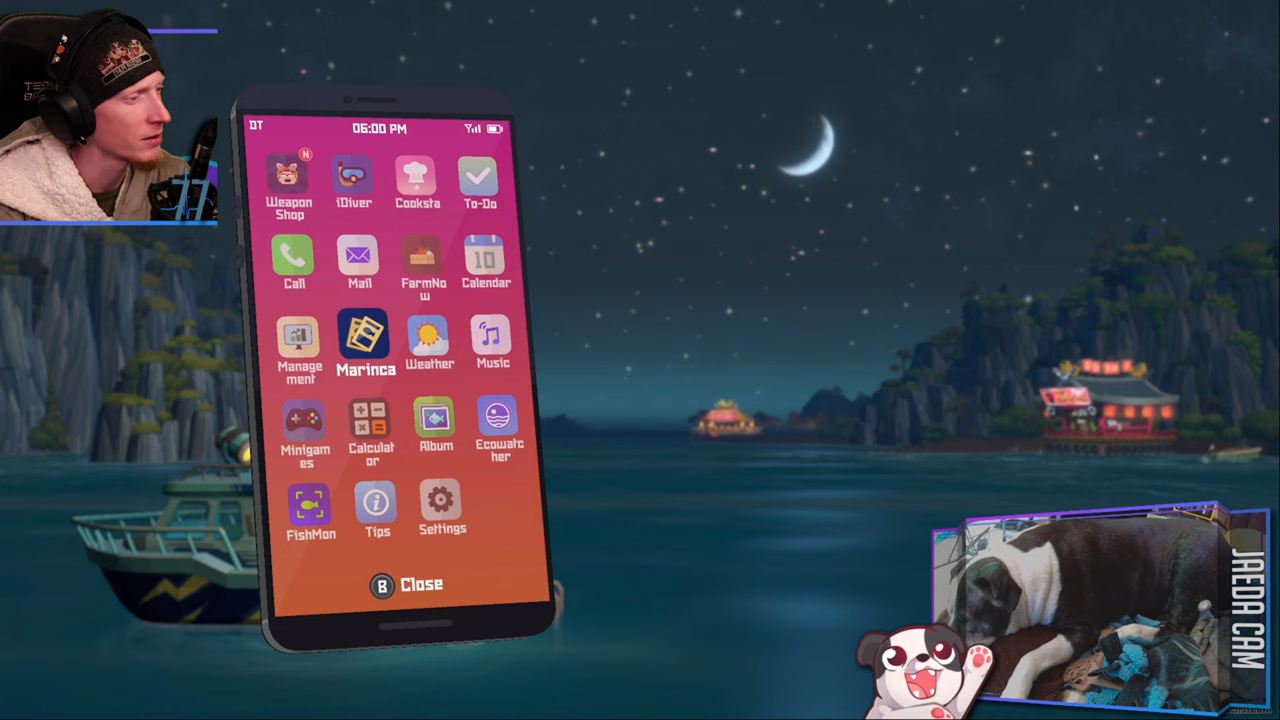 DT
06:00 PM
N
Weapon
Shop
iDiver
Cooksta
To-Do
Call
Mail
FarmNo
w
10
Calendar
Manage
ment
Marinca
Weather
Music
Minigam
es
Calculat
or
Album
Ecowatc
her
FishMon
Tips
Settings
B Close
JAEDA CAM